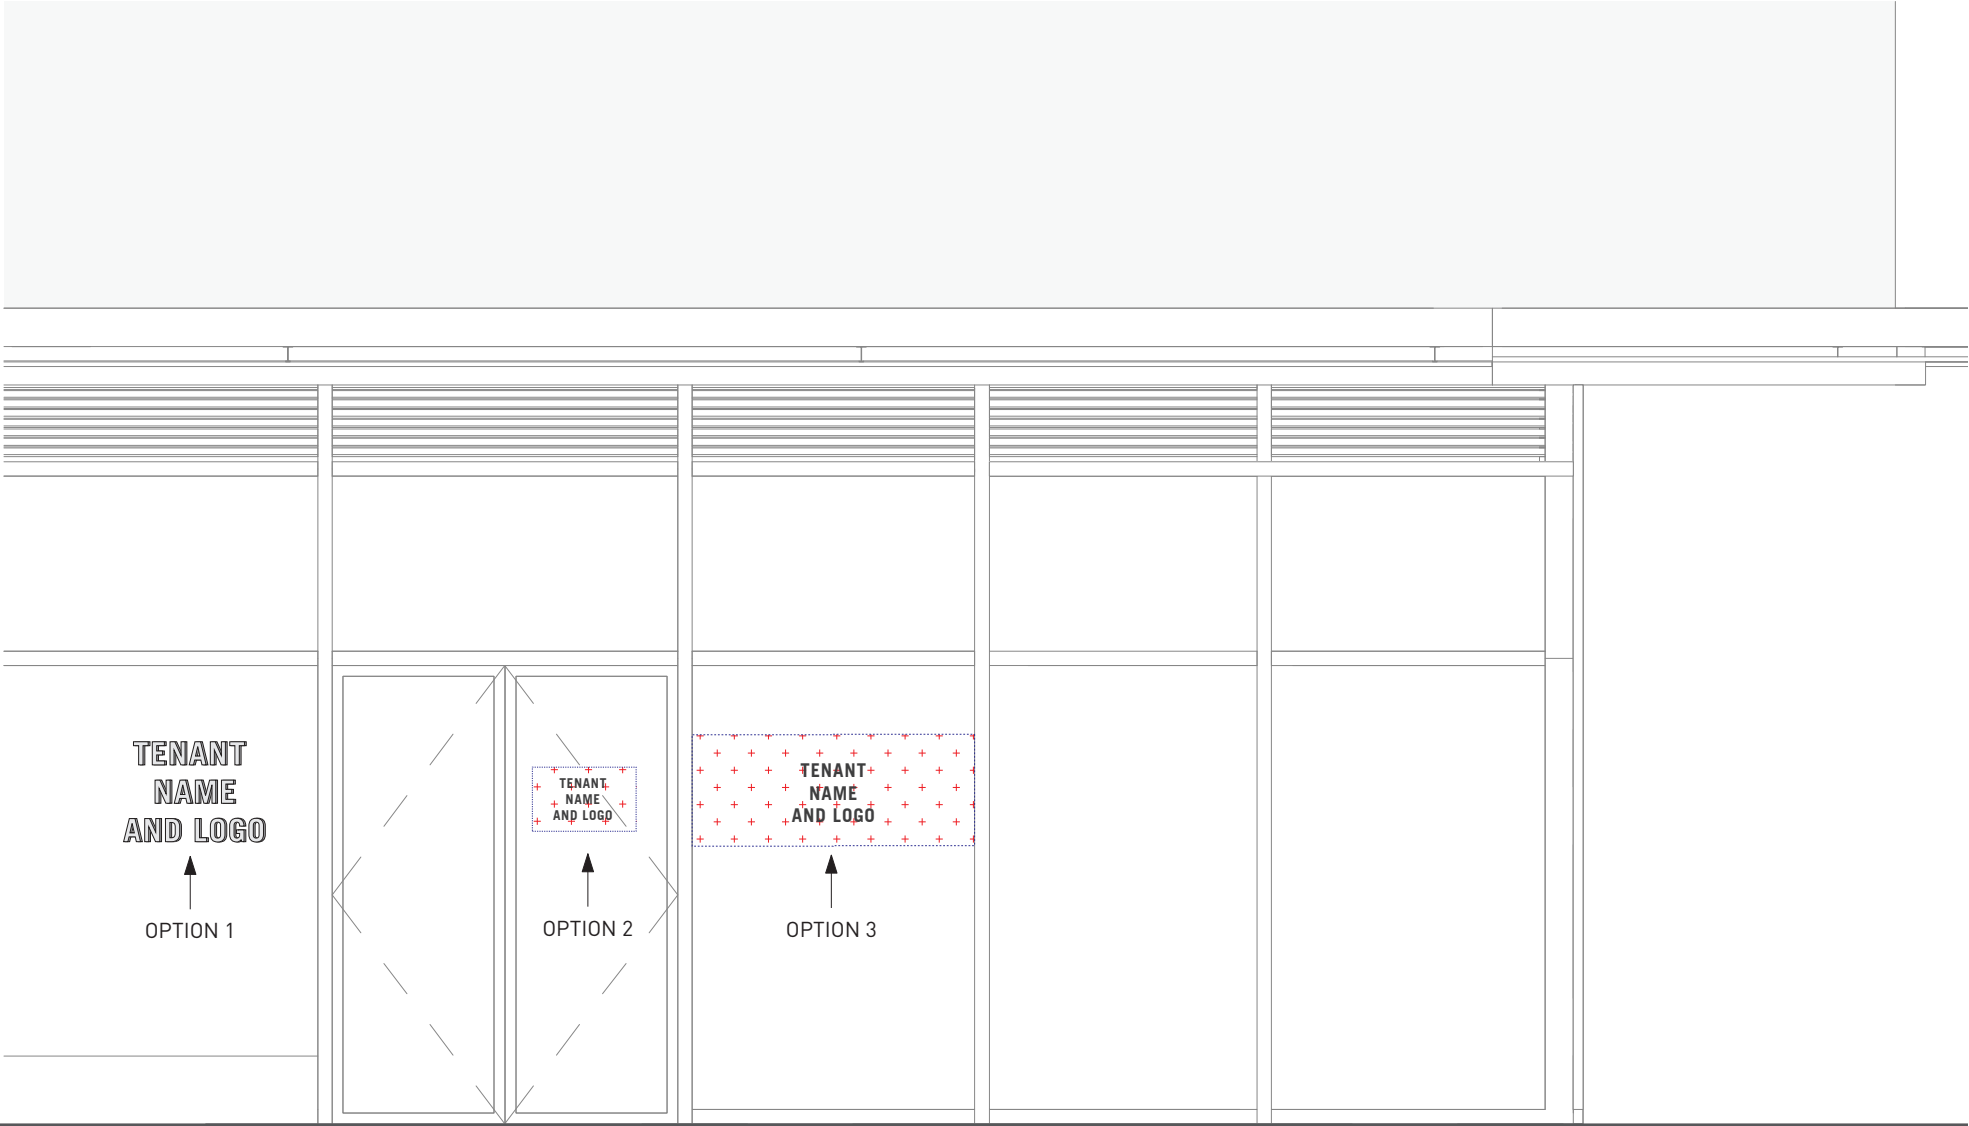 TENANT
NAME
AND LOGO
OPTION 1
TENANT
NAME
AND LOGO
OPTION 2
TENANT
NAME
AND LOGO
OPTION 3